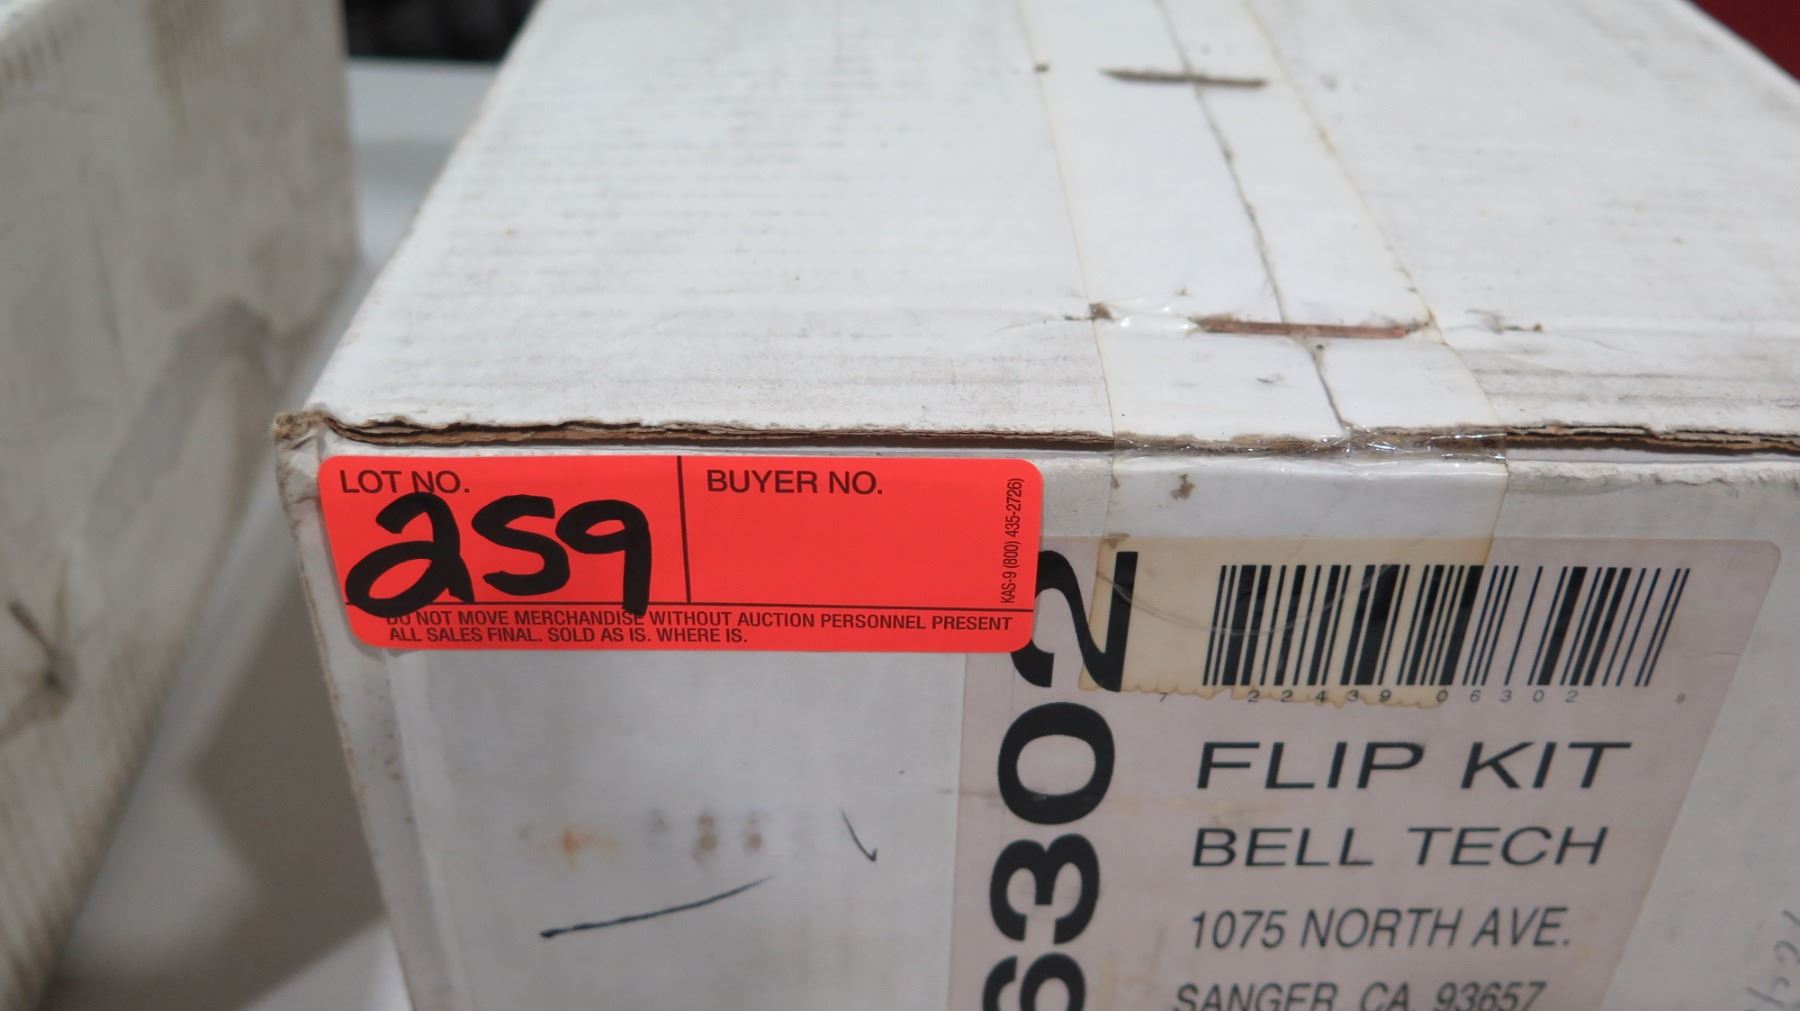 LOT NO.
259
BUYER NO.
KAS-9 (800) 435-2726)
DO NOT MOVE MERCHANDISE WITHOUT AUCTION PERSONNEL PRESENT
ALL SALES FINAL. SOLD AS IS. WHERE IS.
6302
7 22439 06302 8
FLIP KIT
BELL TECH
1075 NORTH AVE.
SANGER CA. 93657